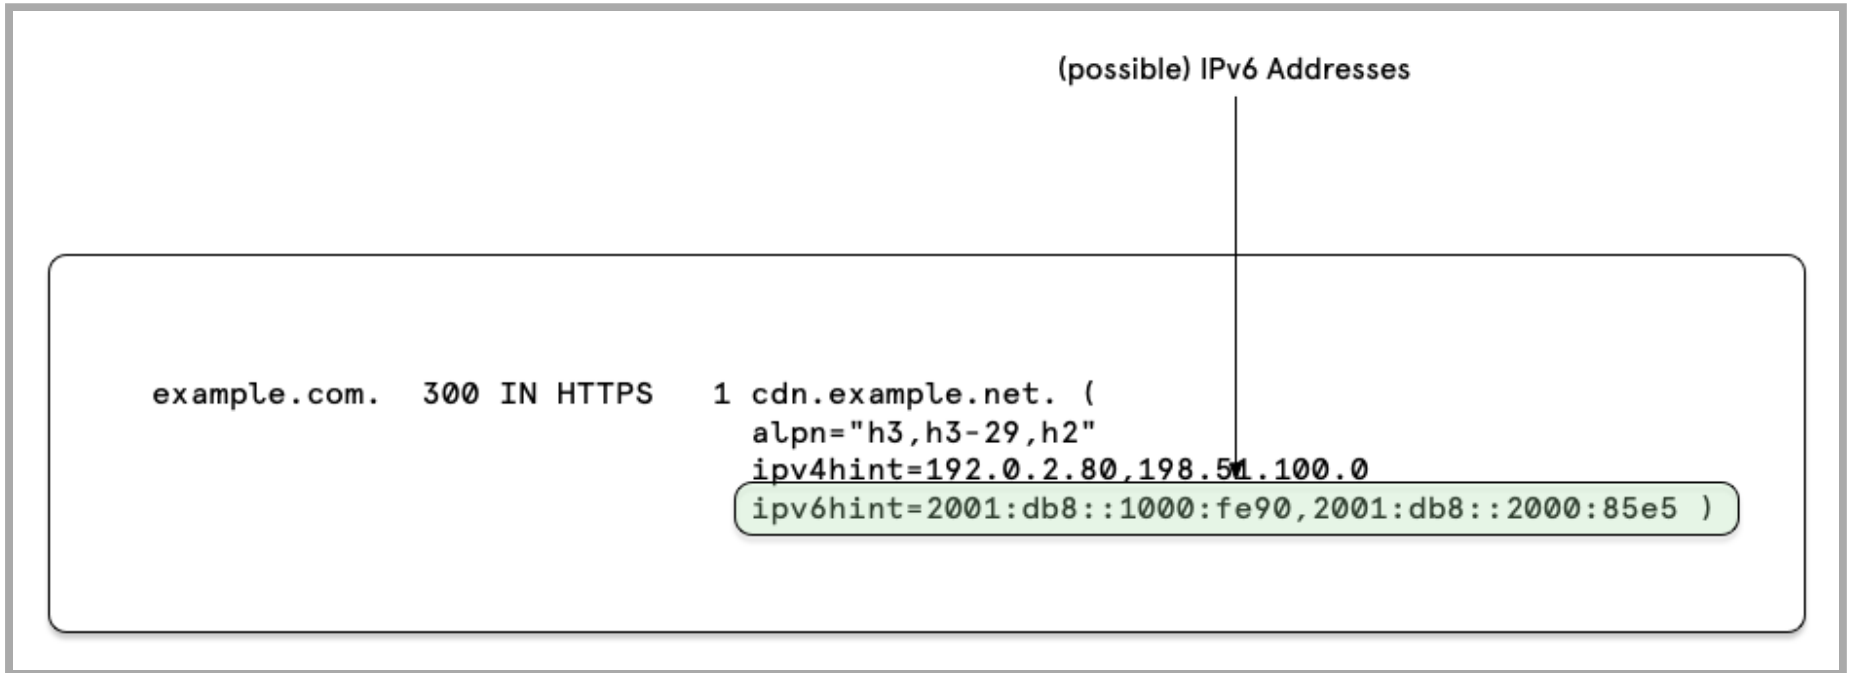 (possible) IPv6 Addresses
example.com. 300 IN HTTPS 1 cdn.example.net. (
alpn="h3,h3-29,h2"
ipv4hint=192.0.2.80,198.51.100.0
ipv6hint=2001:db8::1000:fe90,2001:db8::2000:85e5 )